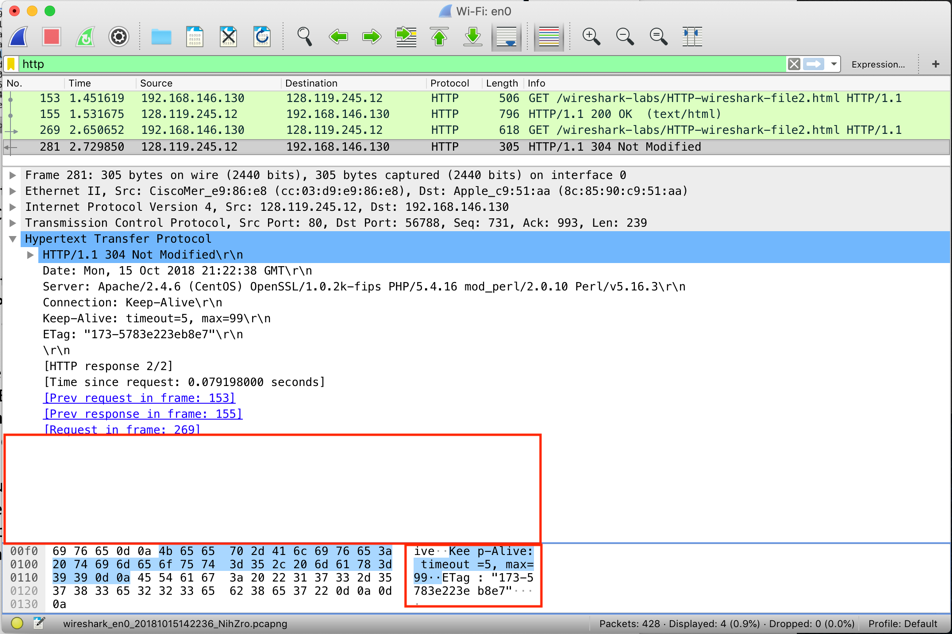 Wi-Fi: en0
http
Expression...
+
No. Time Source Destination Protocol Length Info
153 1.451619 192.168.146.130 128.119.245.12 HTTP 506 GET /wireshark-labs/HTTP-wireshark-file2.html HTTP/1.1
155 1.531675 128.119.245.12 192.168.146.130 HTTP 796 HTTP/1.1 200 OK (text/html)
269 2.650652 192.168.146.130 128.119.245.12 HTTP 618 GET /wireshark-labs/HTTP-wireshark-file2.html HTTP/1.1
281 2.729850 128.119.245.12 192.168.146.130 HTTP 305 HTTP/1.1 304 Not Modified
Frame 281: 305 bytes on wire (2440 bits), 305 bytes captured (2440 bits) on interface 0
Ethernet II, Src: CiscoMer_e9:86:e8 (cc:03:d9:e9:86:e8), Dst: Apple_c9:51:aa (8c:85:90:c9:51:aa)
Internet Protocol Version 4, Src: 128.119.245.12, Dst: 192.168.146.130
Transmission Control Protocol, Src Port: 80, Dst Port: 56788, Seq: 731, Ack: 993, Len: 239
Hypertext Transfer Protocol
HTTP/1.1 304 Not Modified\r\n
Date: Mon, 15 Oct 2018 21:22:38 GMT\r\n
Server: Apache/2.4.6 (CentOS) OpenSSL/1.0.2k-fips PHP/5.4.16 mod_perl/2.0.10 Perl/v5.16.3\r\n
Connection: Keep-Alive\r\n
Keep-Alive: timeout=5, max=99\r\n
ETag: "173-5783e223eb8e7"\r\n
\r\n
[HTTP response 2/2]
[Time since request: 0.079198000 seconds]
[Prev request in frame: 153]
[Prev response in frame: 155]
[Request in frame: 269]
00f0 69 76 65 0d 0a 4b 65 65 70 2d 41 6c 69 76 65 3a ive··Kee p-Alive:
0100 20 74 69 6d 65 6f 75 74 3d 35 2c 20 6d 61 78 3d timeout =5, max=
0110 39 39 0d 0a 45 54 61 67 3a 20 22 31 37 33 2d 35 99··ETag : "173-5
0120 37 38 33 65 32 32 33 65 62 38 65 37 22 0d 0a 0d 783e223e b8e7"···
0130 0a ·
wireshark_en0_20181015142236_NihZro.pcapng Packets: 428 · Displayed: 4 (0.9%) · Dropped: 0 (0.0%) Profile: Default